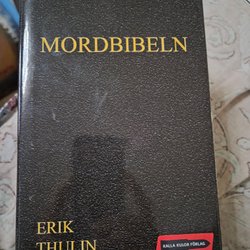 MORDBIBELN
ERIK
THULIN
KALLA KULOR FÖRLAG